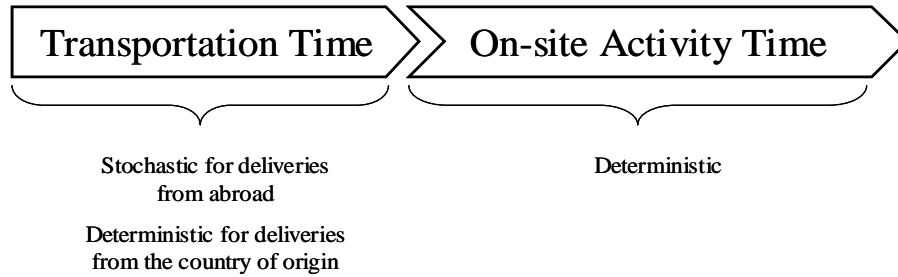 Transportation Time
On-site Activity Time
Stochastic for deliveries
from abroad
Deterministic for deliveries
from the country of origin
Deterministic